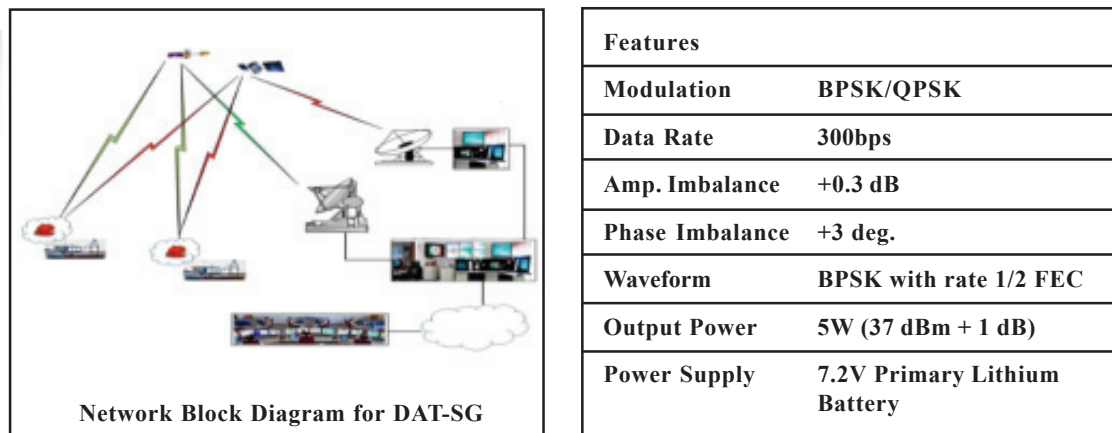 Network Block Diagram for DAT-SG
Features
Modulation BPSK/QPSK
Data Rate 300bps
Amp. Imbalance +0.3 dB
Phase Imbalance +3 deg.
Waveform BPSK with rate 1/2 FEC
Output Power 5W (37 dBm + 1 dB)
Power Supply 7.2V Primary Lithium
Battery